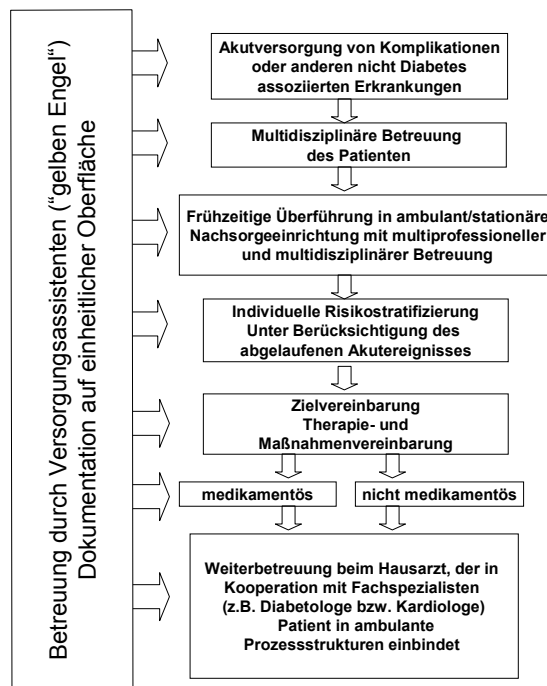 Betreuung durch Versorgungsassistenten (“gelben Engel“)
Dokumentation auf einheitlicher Oberfläche
Akutversorgung von Komplikationen
oder anderen nicht Diabetes
assoziierten Erkrankungen
Multidisziplinäre Betreuung
des Patienten
Frühzeitige Überführung in ambulant/stationäre
Nachsorgeeinrichtung mit multiprofessioneller
und multidisziplinärer Betreuung
Individuelle Risikostratifizierung
Unter Berücksichtigung des
abgelaufenen Akutereignisses
Zielvereinbarung
Therapie- und
Maßnahmenvereinbarung
medikamentös
nicht medikamentös
Weiterbetreuung beim Hausarzt, der in
Kooperation mit Fachspezialisten
(z.B. Diabetologe bzw. Kardiologe)
Patient in ambulante
Prozessstrukturen einbindet